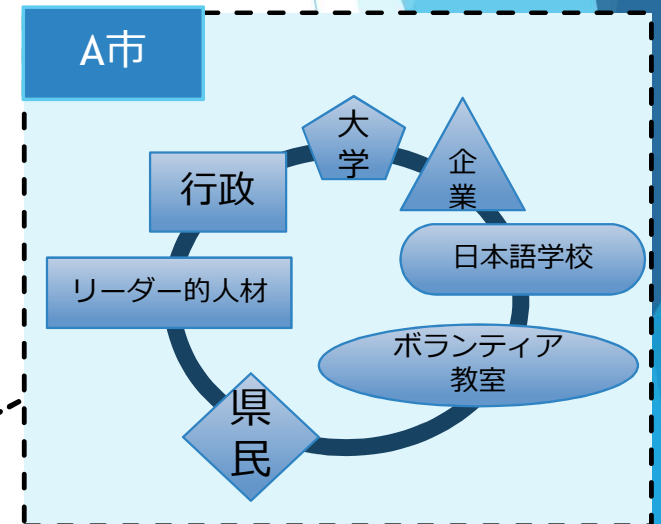 A市
大
学
企
業
行政
日本語学校
リーダー的人材
ボランティア
教室
県
民